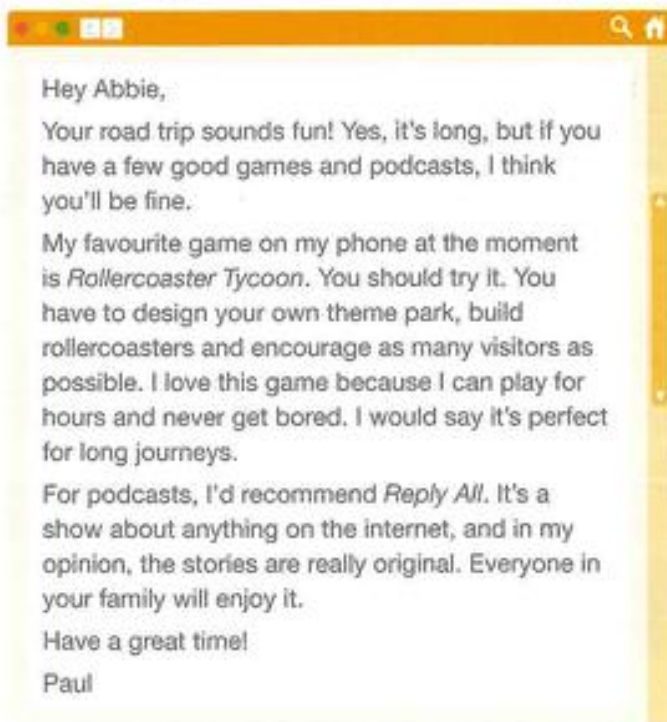 Hey Abbie,
Your road trip sounds fun! Yes, it's long, but if you
have a few good games and podcasts, I think
you'll be fine.
My favourite game on my phone at the moment
is Rollercoaster Tycoon. You should try it. You
have to design your own theme park, build
rollercoasters and encourage as many visitors as
possible. I love this game because I can play for
hours and never get bored. I would say it's perfect
for long journeys.
For podcasts, I'd recommend Reply All. It's a
show about anything on the internet, and in my
opinion, the stories are really original. Everyone in
your family will enjoy it.
Have a great time!
Paul